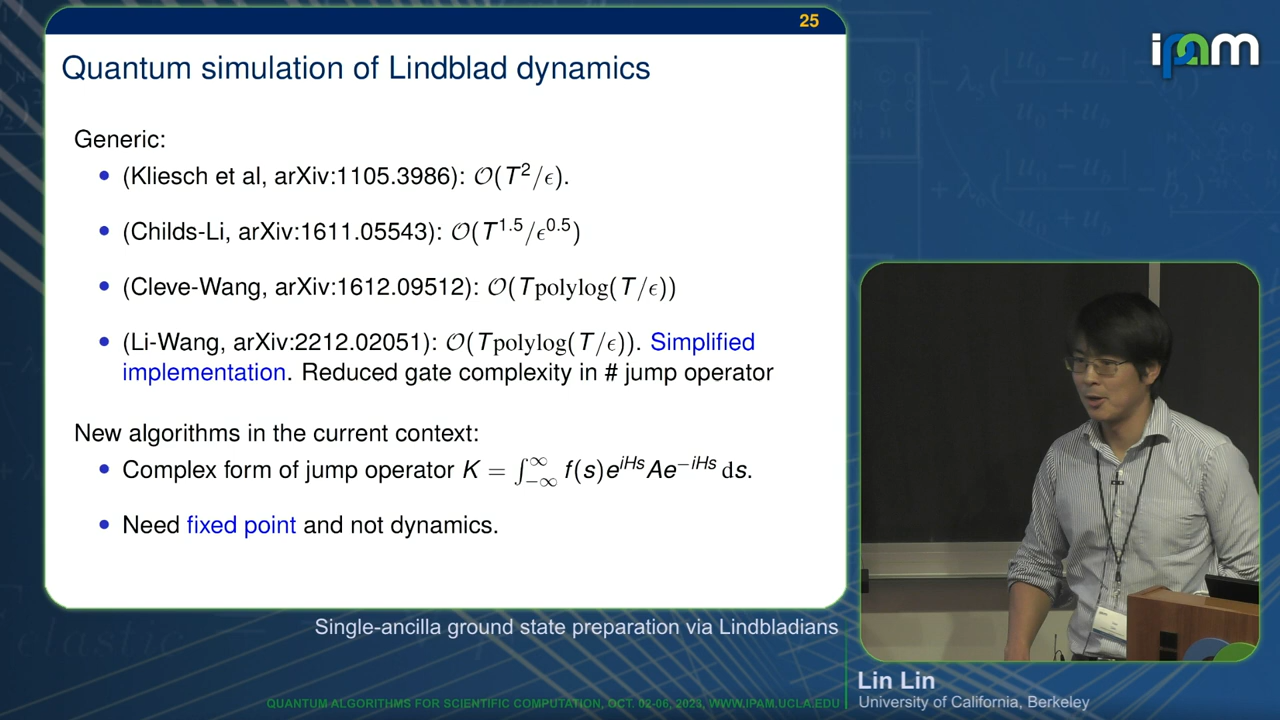 25
ipam
Quantum simulation of Lindblad dynamics
Generic:
(Kliesch et al, arXiv:1105.3986): 𝒪(T²/ϵ).
(Childs-Li, arXiv:1611.05543): 𝒪(T^1.5/ϵ^0.5)
(Cleve-Wang, arXiv:1612.09512): 𝒪(Tpolylog(T/ϵ))
(Li-Wang, arXiv:2212.02051): 𝒪(Tpolylog(T/ϵ)). Simplified
implementation. Reduced gate complexity in # jump operator
New algorithms in the current context:
Complex form of jump operator K = ∫_{-∞}^{∞} f(s)e^{iHs}Ae^{-iHs} ds.
Need fixed point and not dynamics.
Single-ancilla ground state preparation via Lindbladians
Lin Lin
University of California, Berkeley
QUANTUM ALGORITHMS FOR SCIENTIFIC COMPUTATION, OCT. 02-06, 2023, WWW.IPAM.UCLA.EDU
elastic